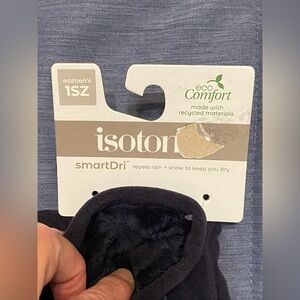 women's
1SZ
eco
Comfort
made with
recycled materials
isoton
smartDri® repels rain + snow to keep you dry